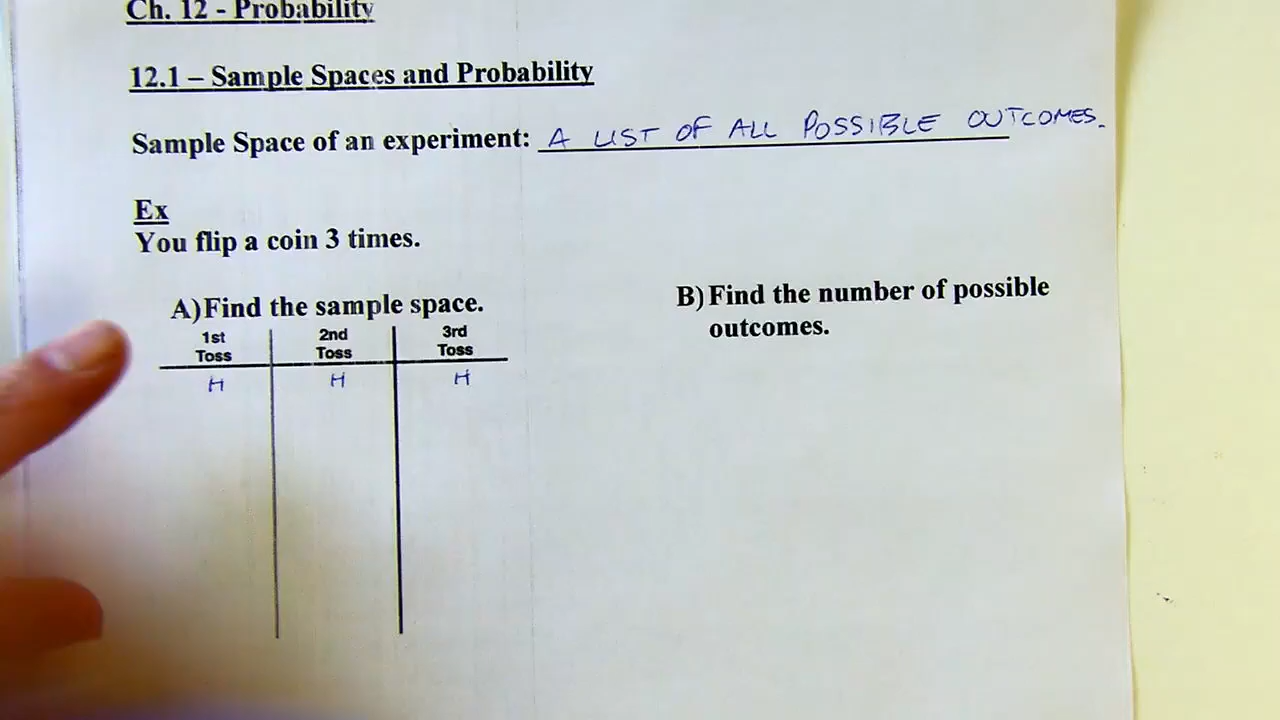 Ch. 12 - Probability
12.1 – Sample Spaces and Probability
Sample Space of an experiment: A LIST OF ALL POSSIBLE OUTCOMES.
Ex
You flip a coin 3 times.
A) Find the sample space.
1st Toss 2nd Toss 3rd Toss
H H H
B) Find the number of possible
outcomes.